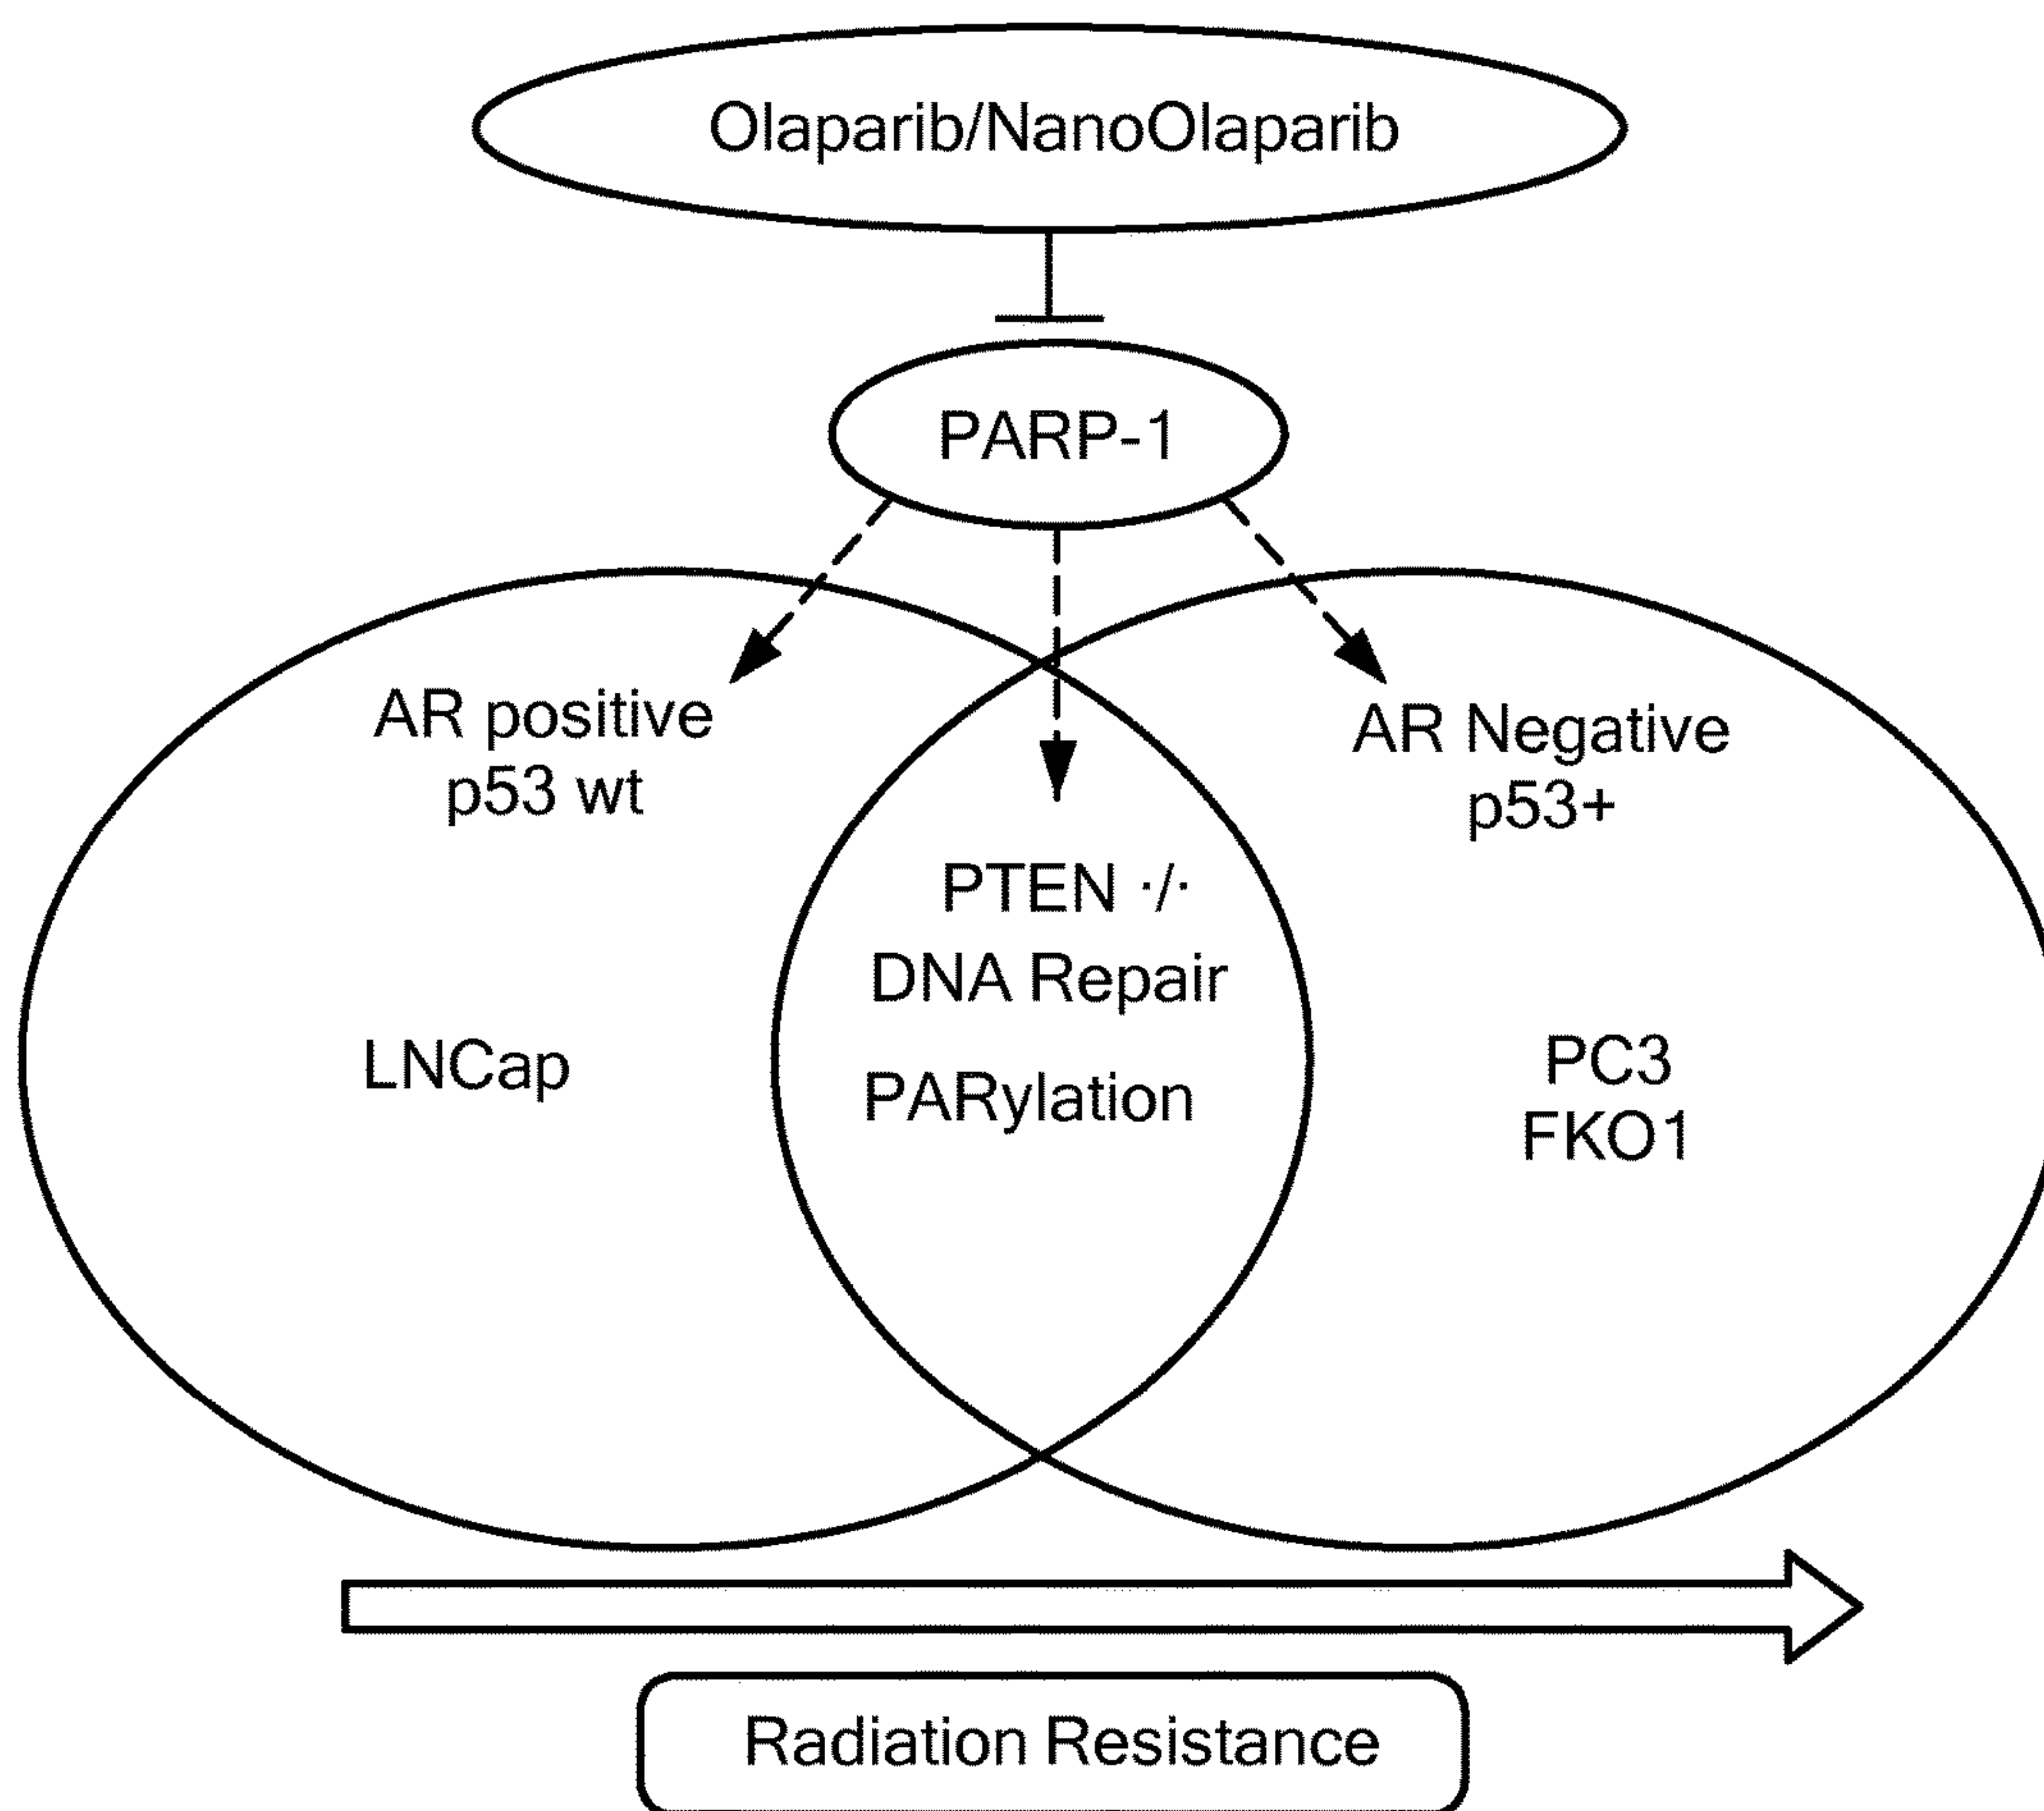 Olaparib/NanoOlaparib
PARP-1
AR positive
p53 wt
AR Negative
p53+
PTEN ·/·
DNA Repair
PARylation
LNCap
PC3
FKO1
Radiation Resistance